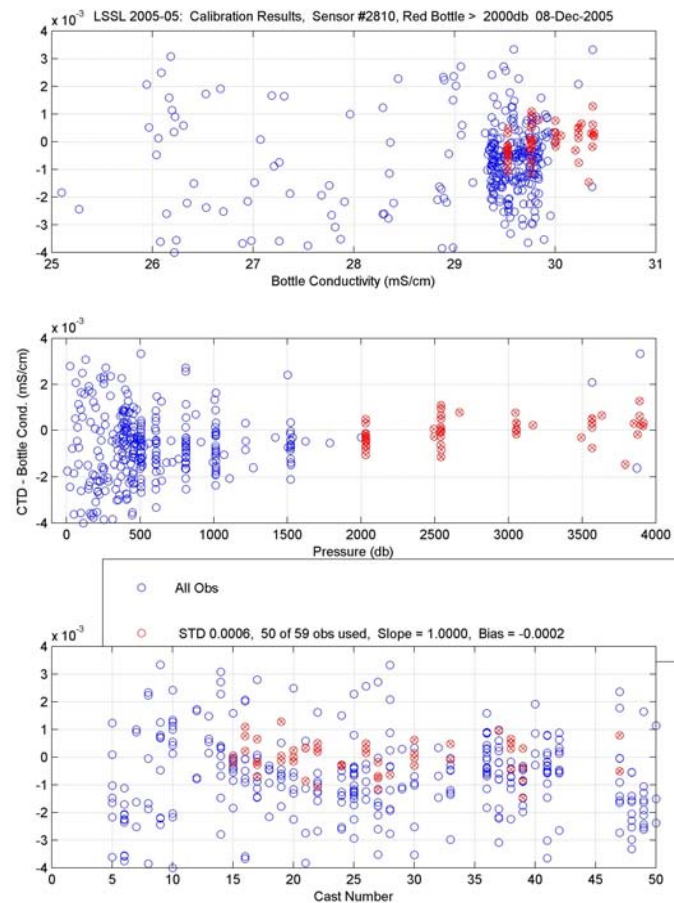 LSSL 2005-05: Calibration Results, Sensor #2810, Red Bottle > 2000db 08-Dec-2005
x 10⁻³
4
3
2
1
0
-1
-2
-3
-4
25 26 27 28 29 30 31
Bottle Conductivity (mS/cm)
x 10⁻³
4
2
0
-2
-4
CTD - Bottle Cond. (mS/cm)
0 500 1000 1500 2000 2500 3000 3500 4000
Pressure (db)
All Obs
STD 0.0006, 50 of 59 obs used, Slope = 1.0000, Bias = -0.0002
x 10⁻³
4
3
2
1
0
-1
-2
-3
-4
0 5 10 15 20 25 30 35 40 45 50
Cast Number